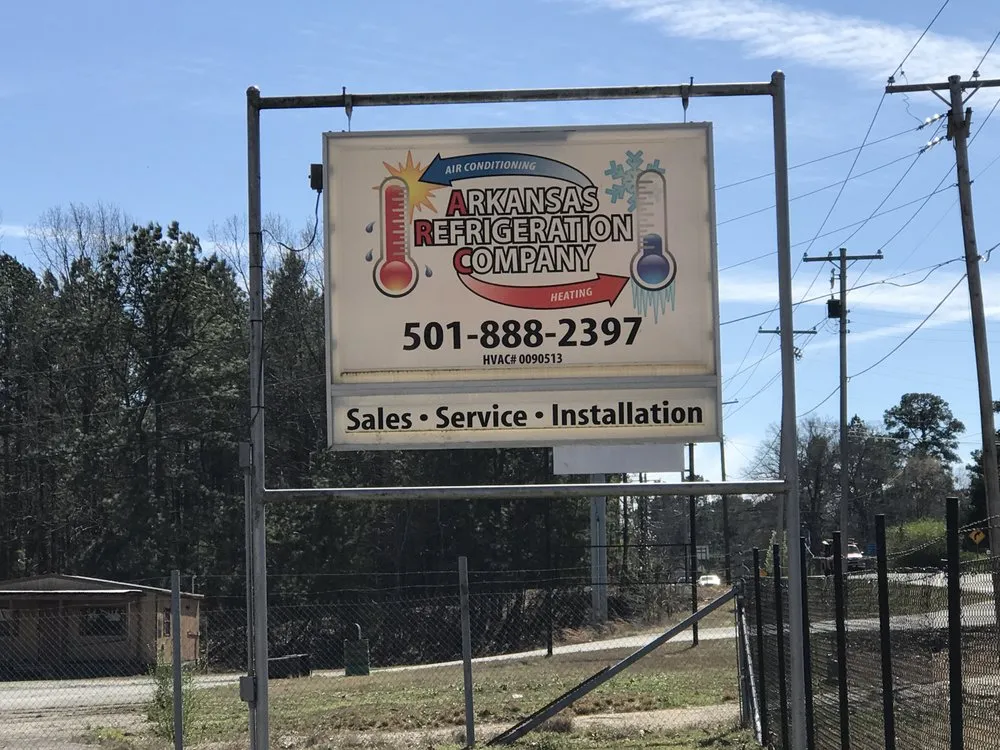 AIR CONDITIONING
ARKANSAS
REFRIGERATION
COMPANY
HEATING
501-888-2397
HVAC# 0090513
Sales • Service • Installation